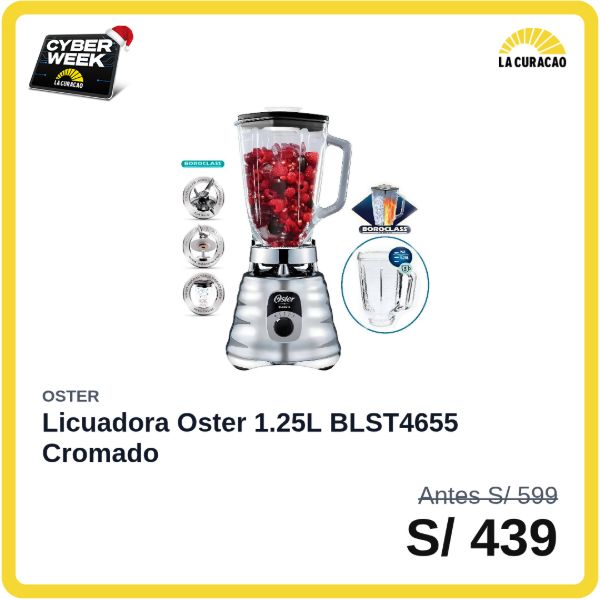 CYBER
WEEK
LA CURACAO
LA CURACAO
BOROCLASS
BOROCLASS
Oster
OSTER
Licuadora Oster 1.25L BLST4655
Cromado
Antes S/ 599
S/ 439